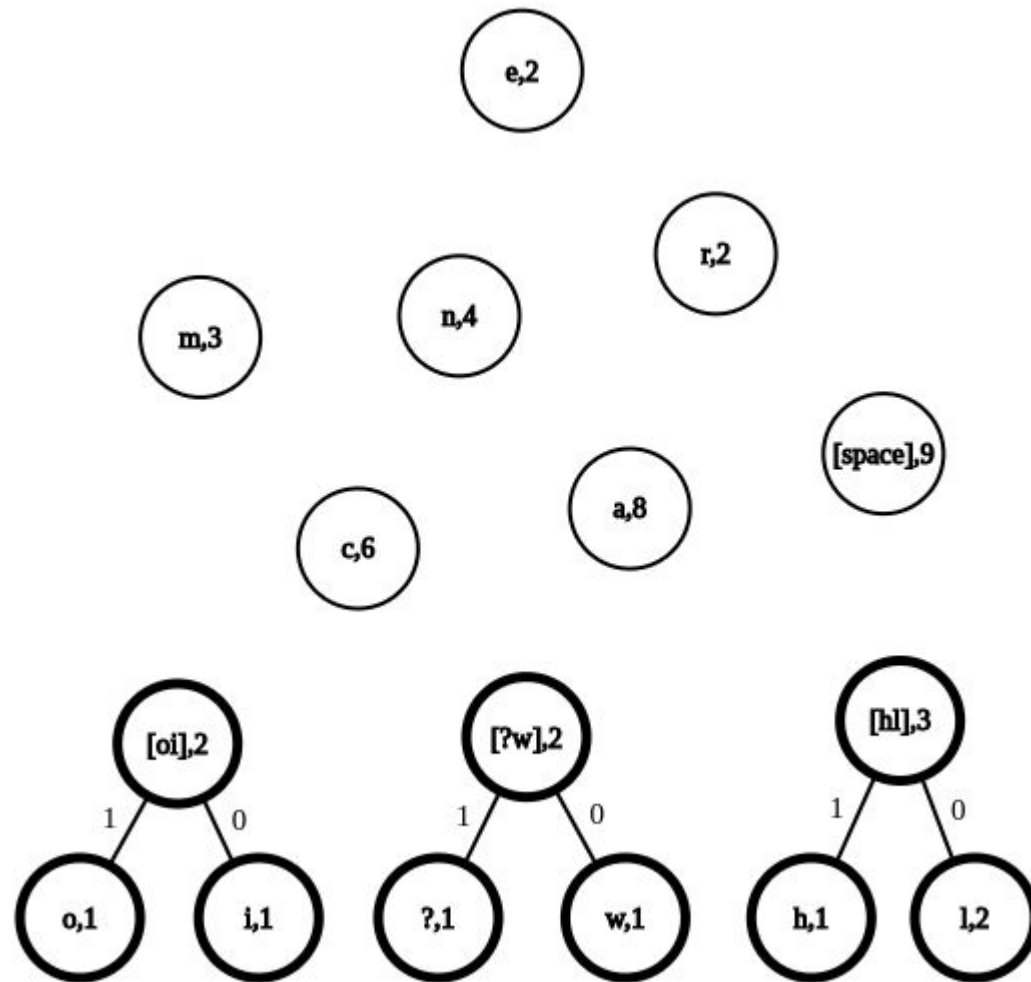 e,2
r,2
n,4
m,3
[space],9
a,8
c,6
[oi],2 [?w],2 [hl],3
1 0 1 0 1 0
o,1 i,1 ?,1 w,1 h,1 l,2